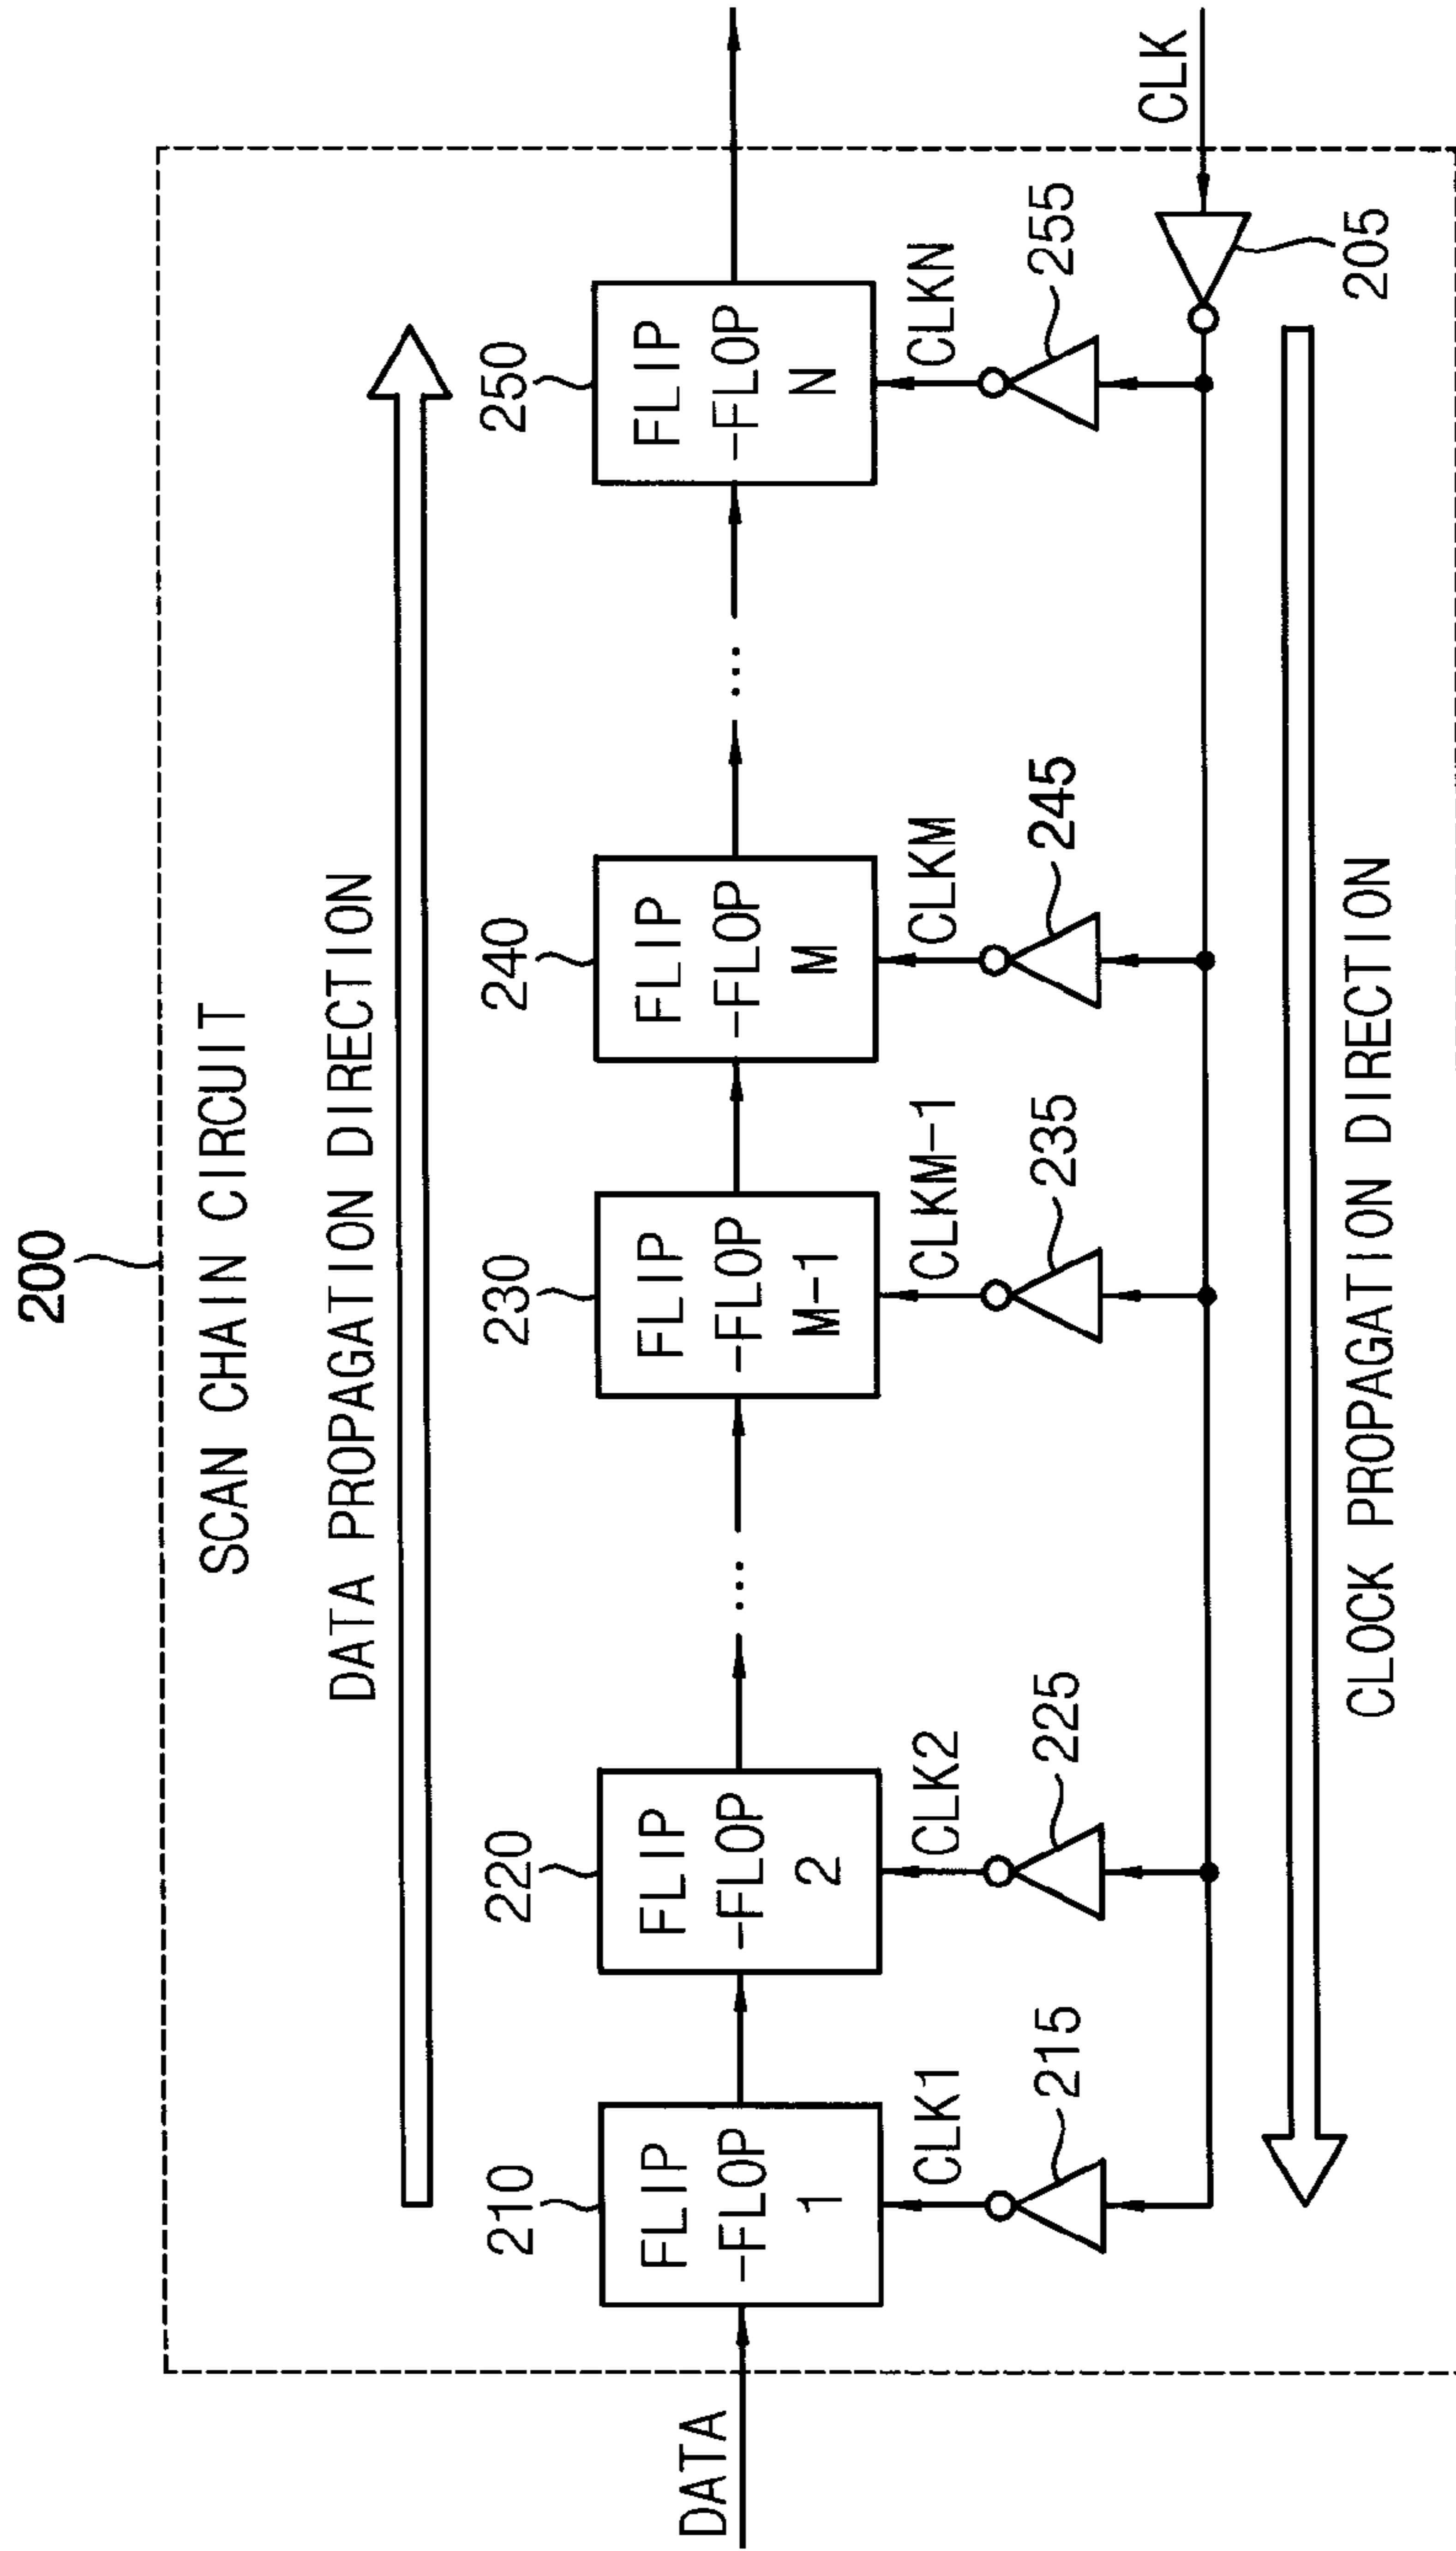 200
SCAN CHAIN CIRCUIT
DATA PROPAGATION DIRECTION
210
220
230
240
250
DATA
FLIP
-FLOP
1
FLIP
-FLOP
2
FLIP
-FLOP
M-1
FLIP
-FLOP
M
FLIP
-FLOP
N
...
...
CLK1
CLK2
CLKM-1
CLKM
CLKN
215
225
235
245
255
CLK
205
CLOCK PROPAGATION DIRECTION